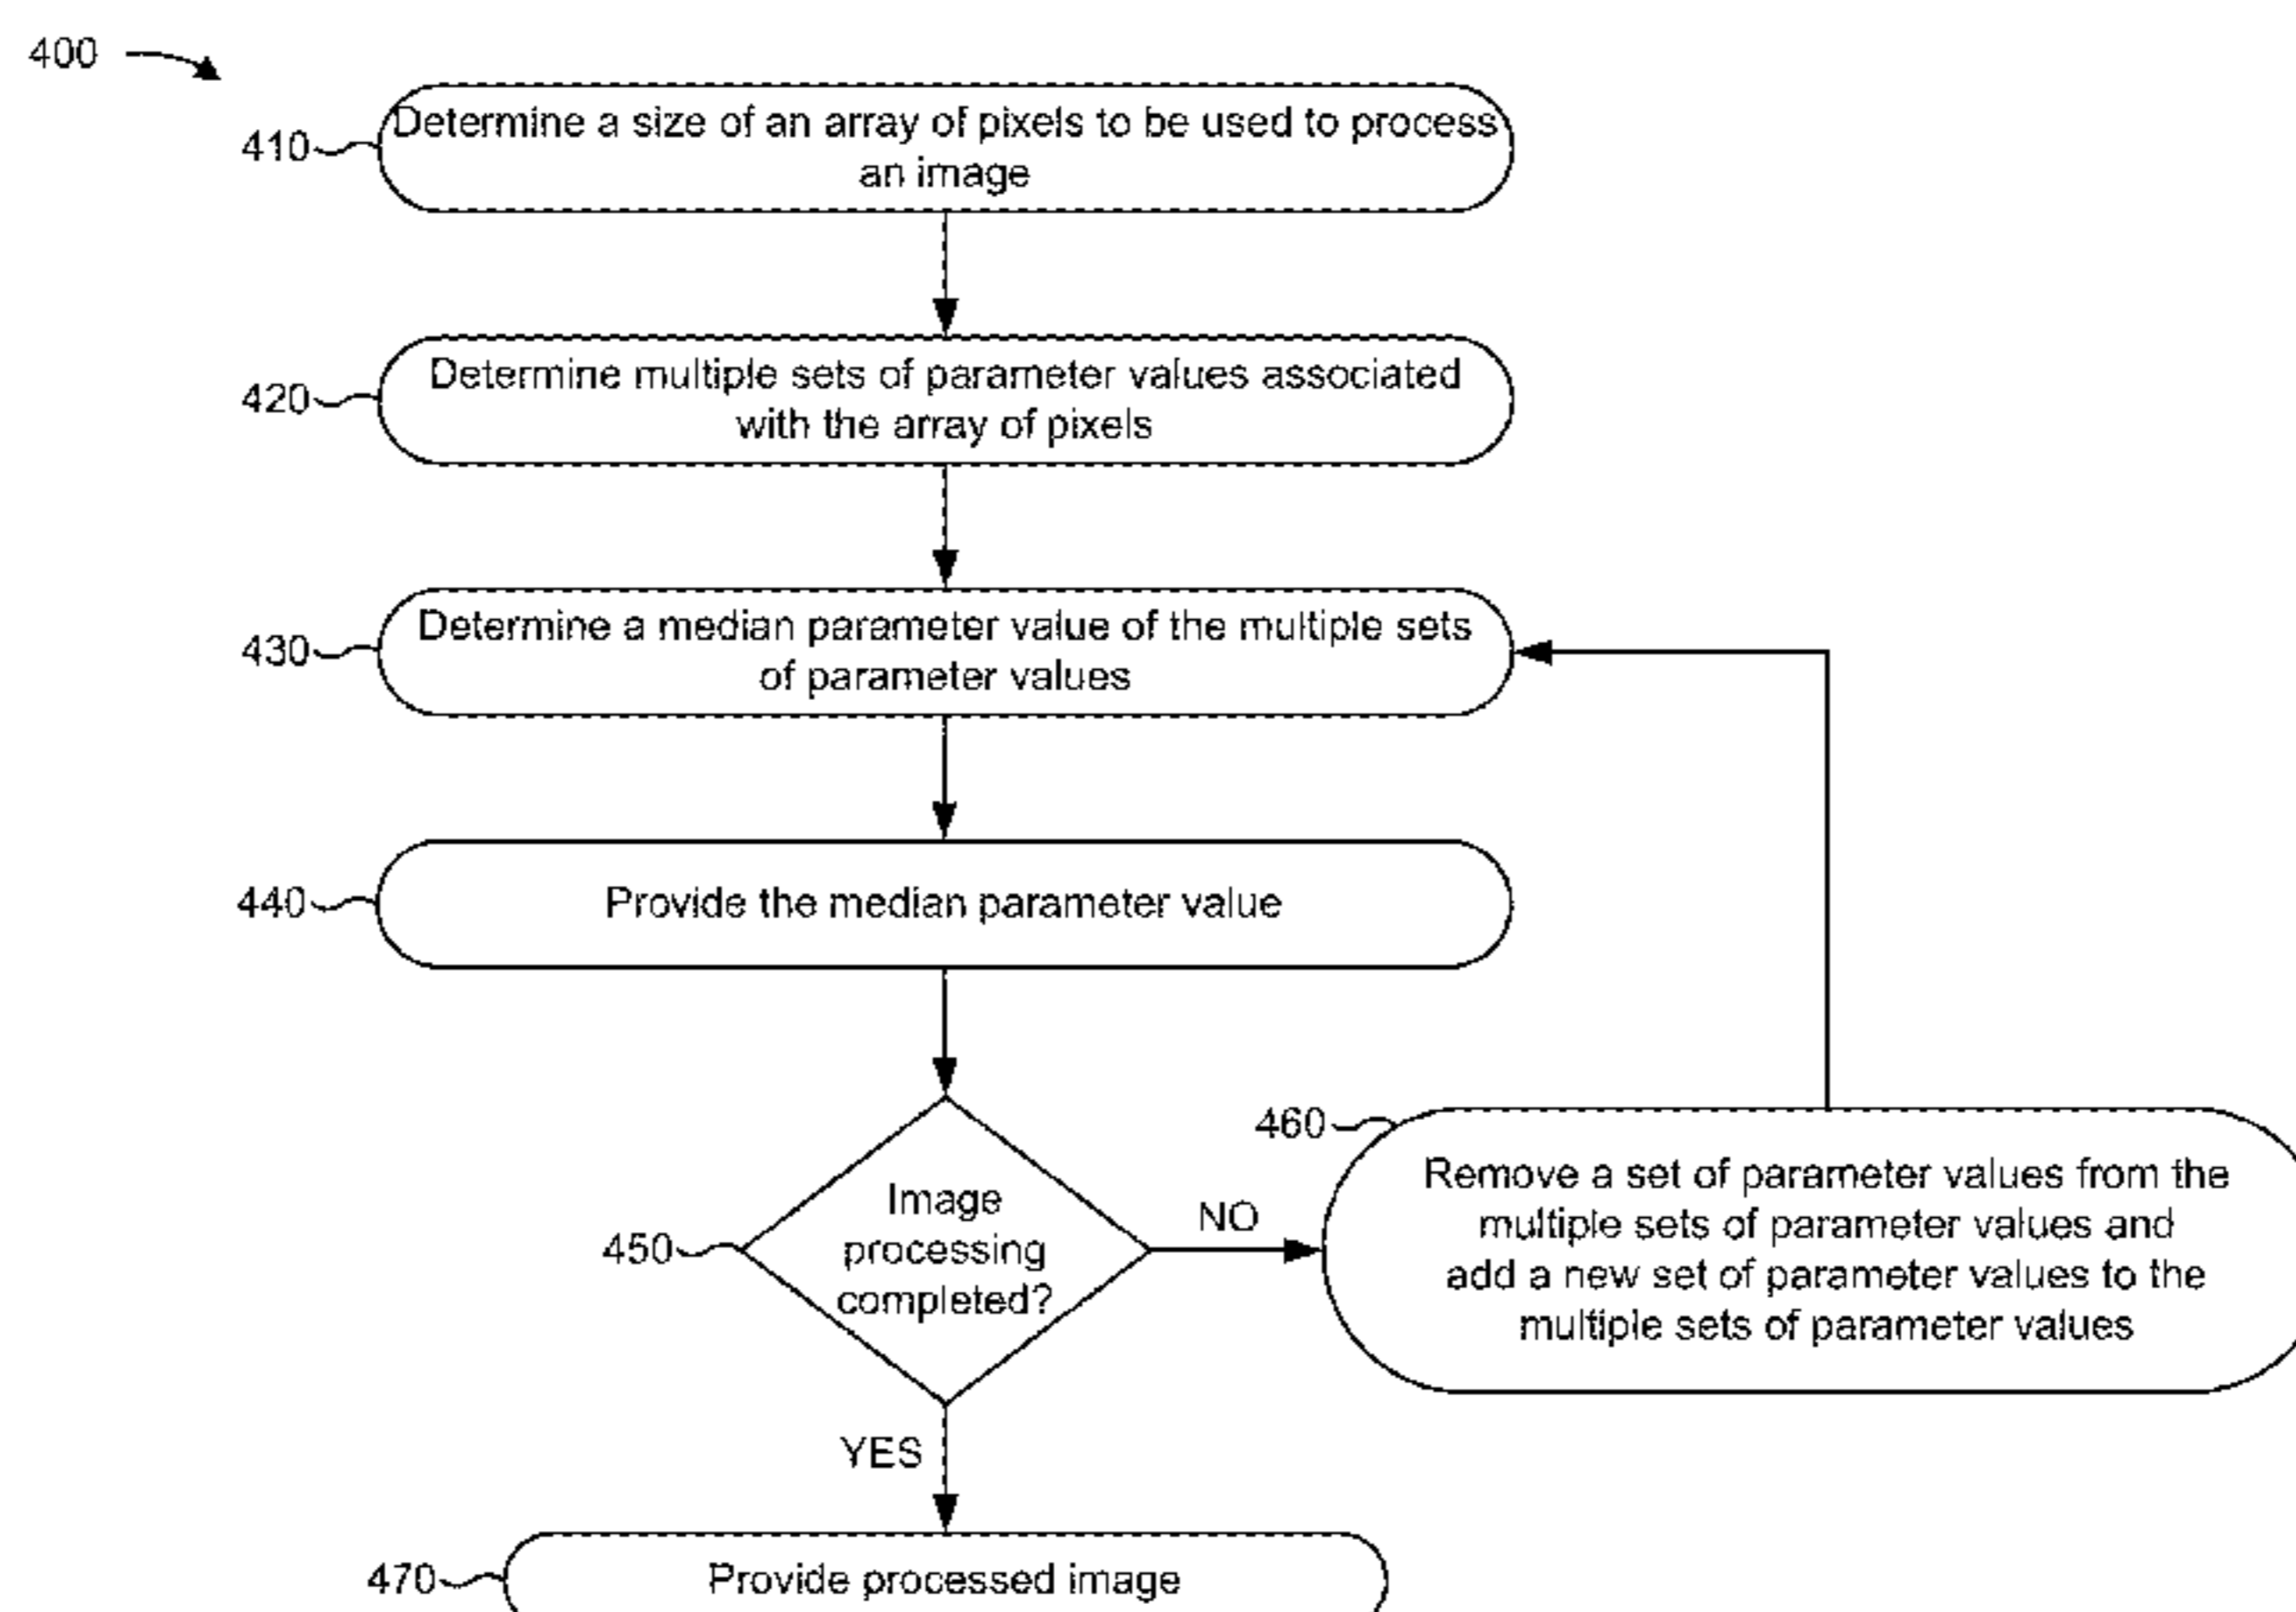 400
410
Determine a size of an array of pixels to be used to process
an image
420
Determine multiple sets of parameter values associated
with the array of pixels
430
Determine a median parameter value of the multiple sets
of parameter values
440
Provide the median parameter value
450
Image
processing
completed?
NO
460
Remove a set of parameter values from the
multiple sets of parameter values and
add a new set of parameter values to the
multiple sets of parameter values
YES
470
Provide processed image